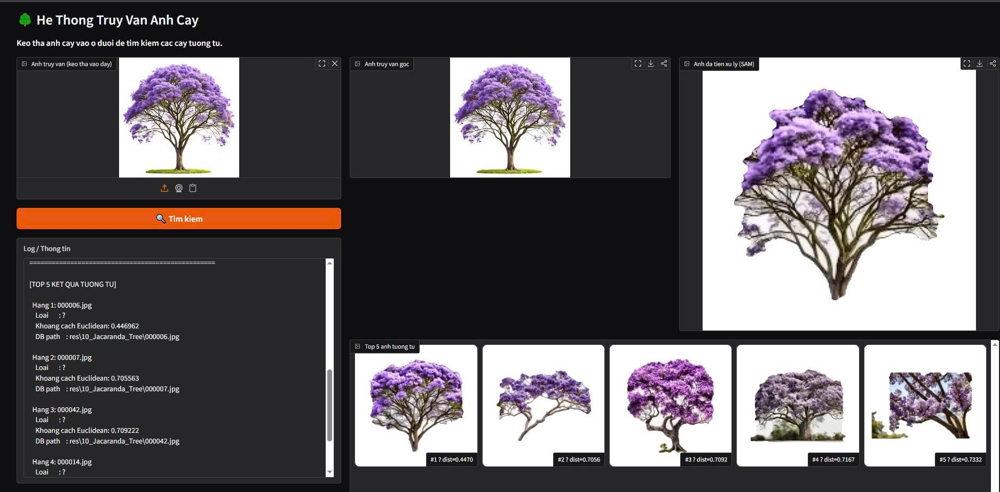 He Thong Truy Van Anh Cay
Keo tha anh cay vao o duoi de tim kiem cac cay tuong tu.
Anh truy van (keo tha vao day)
Anh truy van goc
Anh da tien xu ly (SAM)
Tim kiem
Log / Thong tin
==================================================
[TOP 5 KET QUA TUONG TU]
Hang 1: 000006.jpg
Loai : ?
Khoang cach Euclidean: 0.446962
DB path : res\10_Jacaranda_Tree\000006.jpg
Hang 2: 000007.jpg
Loai : ?
Khoang cach Euclidean: 0.705563
DB path : res\10_Jacaranda_Tree\000007.jpg
Hang 3: 000042.jpg
Loai : ?
Khoang cach Euclidean: 0.709222
DB path : res\10_Jacaranda_Tree\000042.jpg
Hang 4: 000014.jpg
Loai : ?
Top 5 anh tuong tu
#1 ? dist=0.4470
#2 ? dist=0.7056
#3 ? dist=0.7092
#4 ? dist=0.7167
#5 ? dist=0.7332